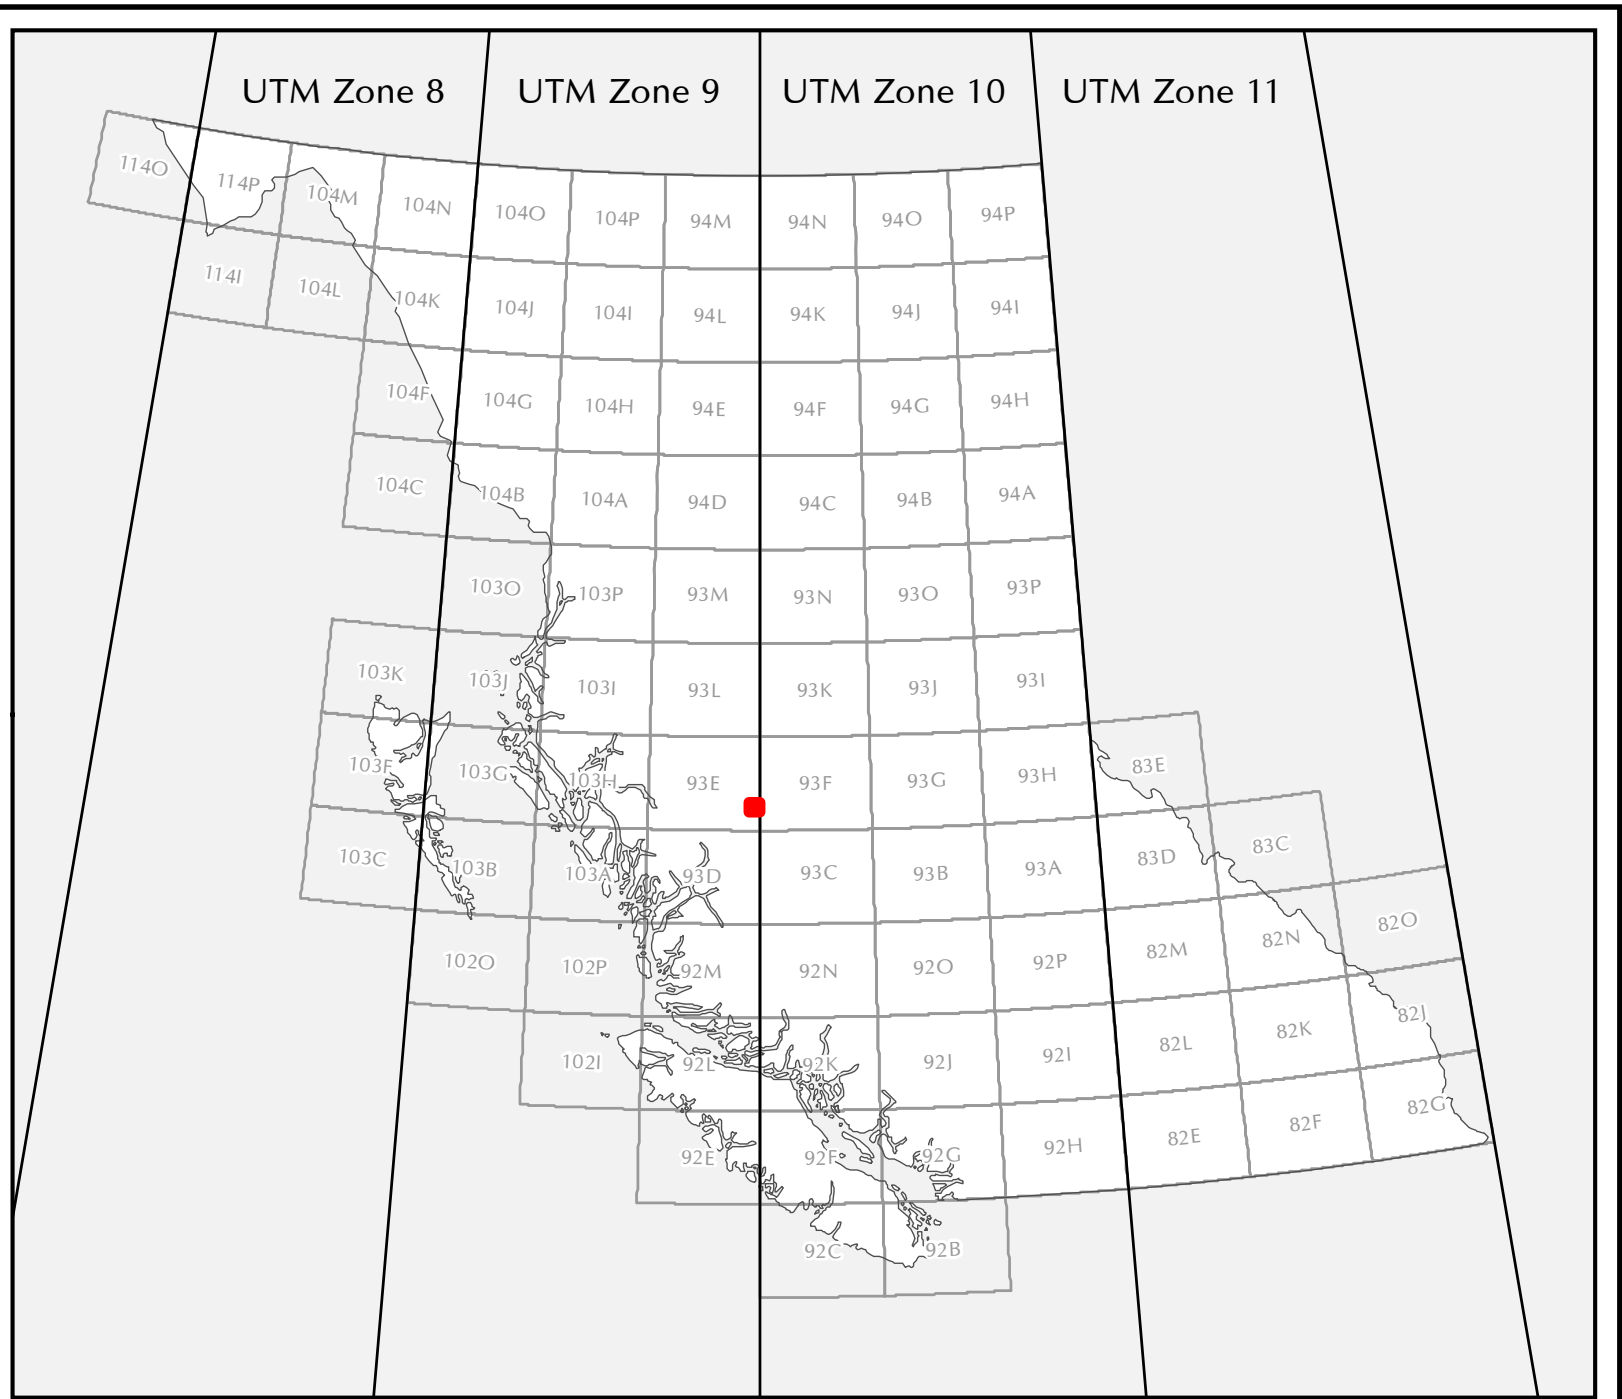 UTM Zone 8 UTM Zone 9 UTM Zone 10 UTM Zone 11
114O 114P 104M 104N 104O 104P 94M 94N 94O 94P
114I 104L 104K 104J 104I 94L 94K 94J 94I
104F 104G 104H 94E 94F 94G 94H
104C 104B 104A 94D 94C 94B 94A
103O 103P 93M 93N 93O 93P
103K 103J 103I 93L 93K 93J 93I
103F 103G 103H 93E 93F 93G 93H 83E
103C 103B 103A 93D 93C 93B 93A 83D 83C
102O 102P 92M 92N 92O 92P 82M 82N 82O
102I 92L 92K 92J 92I 82L 82K 82J
92E 92F 92G 92H 82E 82F 82G
92C 92B